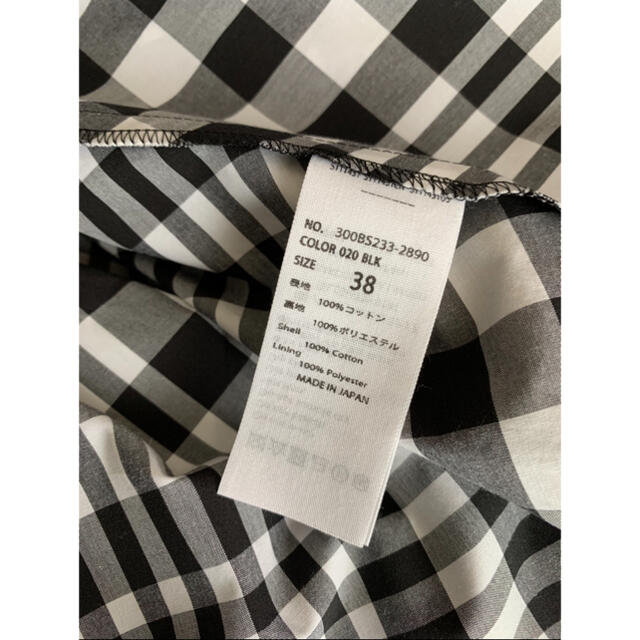 NO. 300BS233-2890
COLOR 020 BLK
SIZE 38
表地 100%コットン
裏地 100%ポリエステル
Shell 100% Cotton
Lining 100% Polyester
MADE IN JAPAN